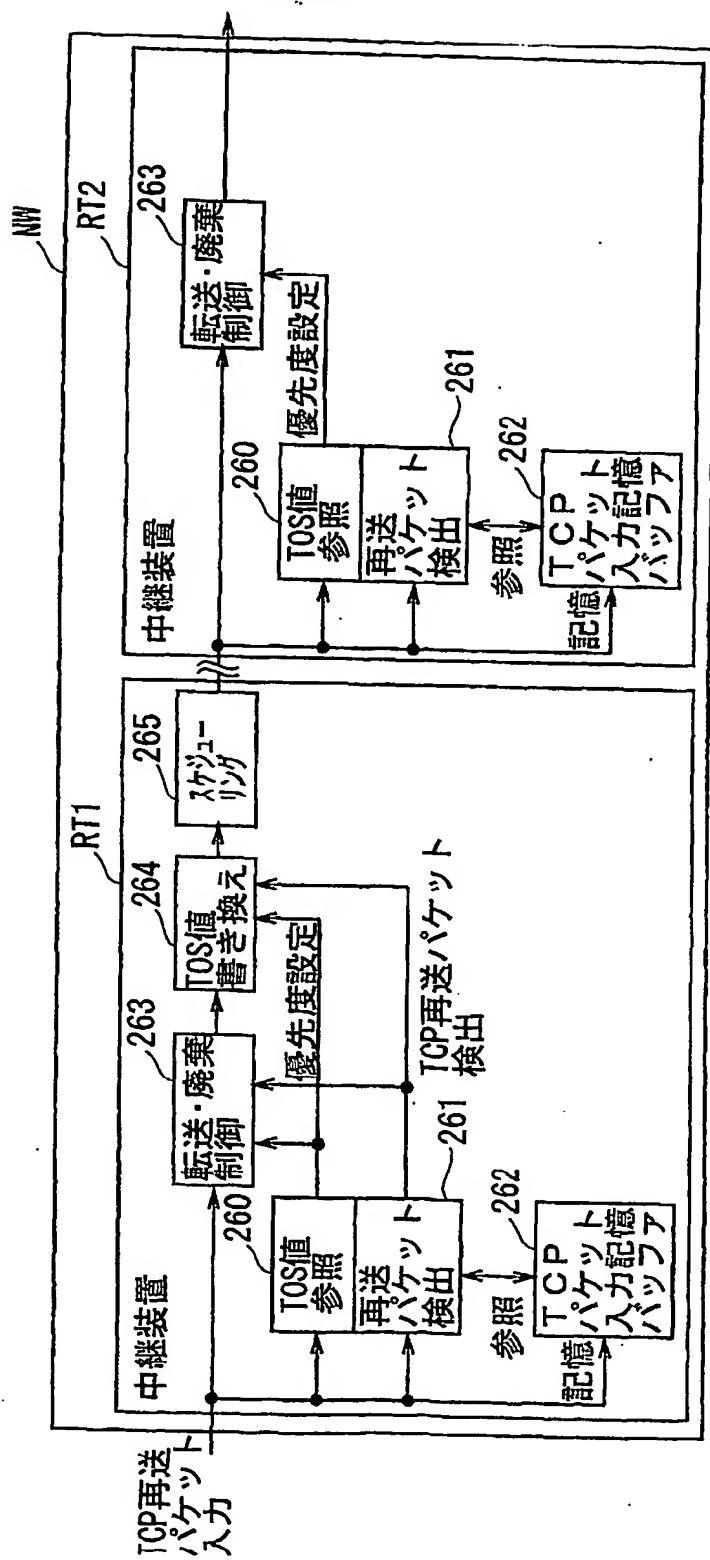 NW
RT1
RT2
TCP再送
パケット
入力
中継装置
260
TOS値
参照
再送
パケット
検出
261
参照
262
TCP
パケット
入力記憶
バッファ
記憶
263
転送・廃棄
制御
優先度設定
TCP再送パケット
検出
264
TOS値
書き換え
265
スケジュー
リング
中継装置
260
TOS値
参照
再送
パケット
検出
261
参照
262
TCP
パケット
入力記憶
バッファ
記憶
優先度設定
263
転送・廃棄
制御